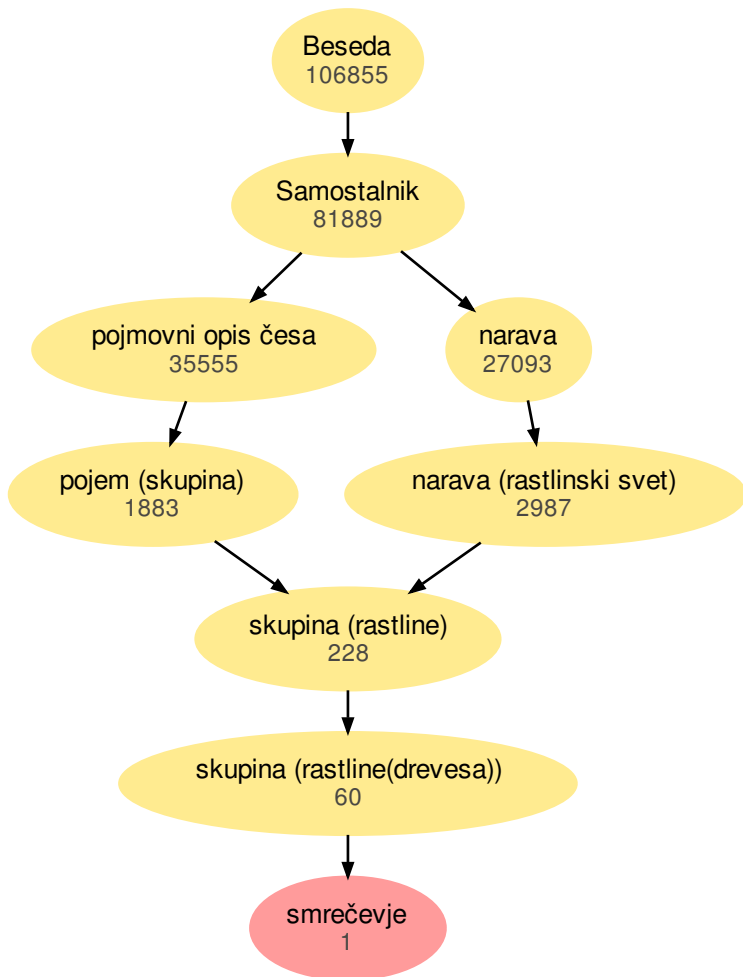 Beseda
106855
Samostalnik
81889
pojmovni opis česa
35555
narava
27093
pojem (skupina)
1883
narava (rastlinski svet)
2987
skupina (rastline)
228
skupina (rastline(drevesa))
60
smrečevje
1